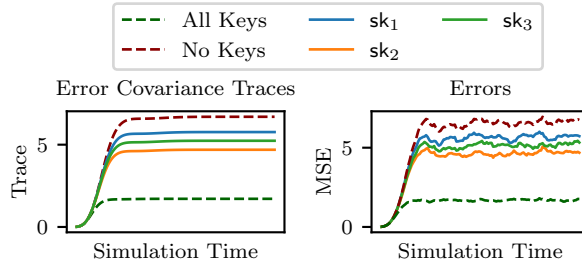 All Keys sk₁ sk₃
No Keys sk₂
Error Covariance Traces Errors
5 5
Trace MSE
0 0
Simulation Time Simulation Time